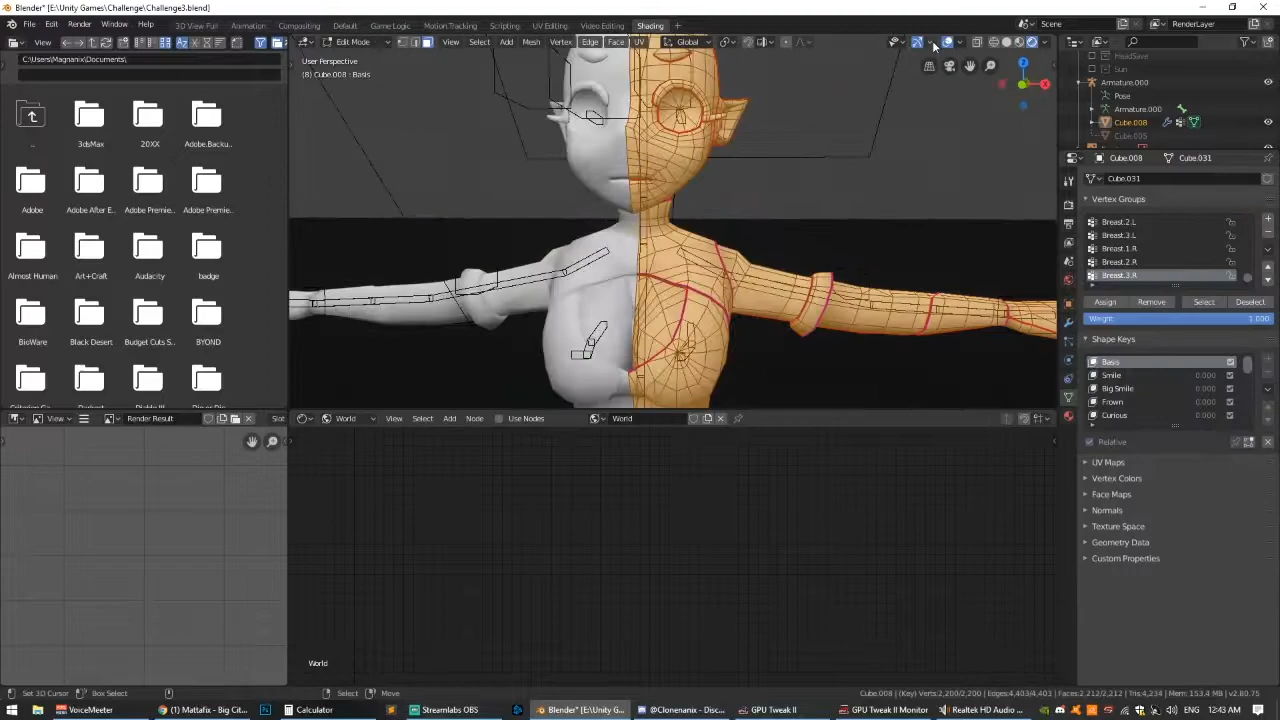 Blender* [E:\Unity Games\Challenge\Challenge3.blend]
File Edit Render Window Help 3D View Full Animation Compositing Default Game Logic Motion Tracking Scripting UV Editing Video Editing Shading Scene RenderLayer
View Edit Mode View Select Add Mesh Vertex Edge Face UV Global
C:\Users\Magnanix\Documents\
User Perspective
(8) Cube.008 : Basis
.. 3dsMax 20XX Adobe.Backu..
Adobe Adobe After E.. Adobe Premie.. Adobe Premie..
Almost Human Art+Craft Audacity badge
BioWare Black Desert Budget Cuts S.. BYOND
HeadSave
Sun
Armature.000
Pose
Armature.000
Cube.008
Cube.005
Cube.008 Cube.031
Cube.031
Vertex Groups
Breast.2.L
Breast.3.L
Breast.1.R
Breast.2.R
Breast.3.R
Assign Remove Select Deselect
Weight: 1.000
Shape Keys
Basis
Smile 0.000
Big Smile 0.000
Frown 0.000
Curious 0.000
Relative
UV Maps
Vertex Colors
Face Maps
Normals
Texture Space
Geometry Data
Custom Properties
View Render Result Slot World View Select Add Node Use Nodes World
World
Set 3D Cursor Box Select Select Move Cube.008 | (Key) Verts:2,200/2,200 | Edges:4,403/4,403 | Faces:2,212/2,212 | Tris:4,234 | Mem: 153.4 MB | v2.80.75
VoiceMeeter (1) Mattafix - Big Cit... Calculator Streamlabs OBS Blender* [E:\Unity G... @Clonenanix - Disc... GPU Tweak II GPU Tweak II Monitor Realtek HD Audio ... ENG 12:43 AM